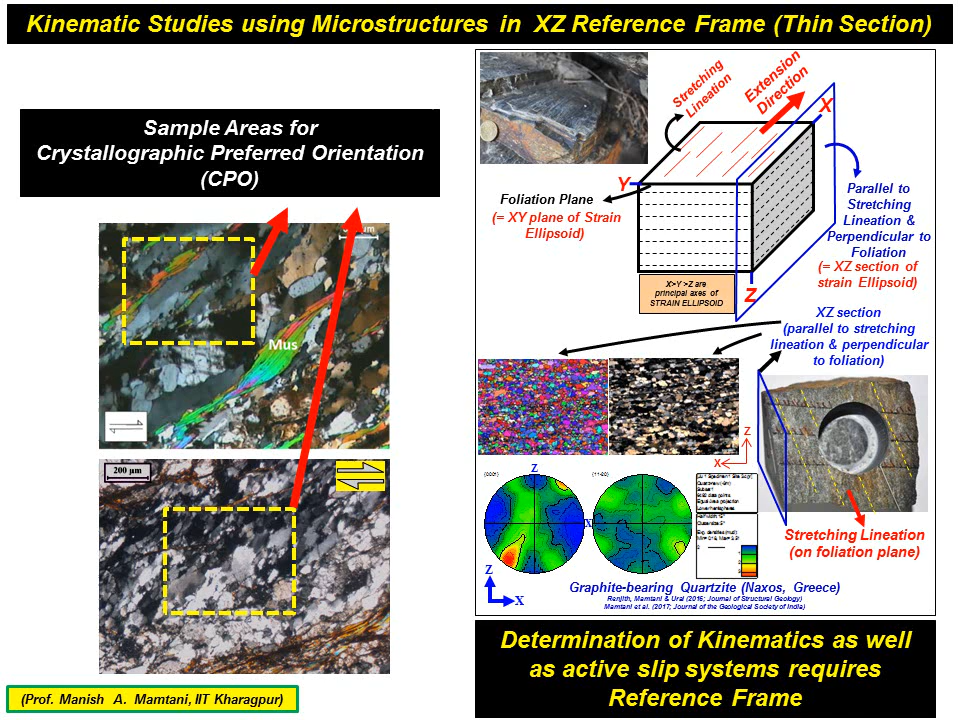 Kinematic Studies using Microstructures in XZ Reference Frame (Thin Section)
Sample Areas for
Crystallographic Preferred Orientation
(CPO)
Mus
200 µm
(Prof. Manish A. Mamtani, IIT Kharagpur)
Stretching
Lineation
Extension
Direction
X
Y
Z
Foliation Plane
(= XY plane of Strain
Ellipsoid)
Parallel to
Stretching
Lineation &
Perpendicular to
Foliation
(= XZ section of
strain Ellipsoid)
X>Y >Z are
principal axes of
STRAIN ELLIPSOID
XZ section
(parallel to stretching
lineation & perpendicular
to foliation)
Z
X
Z
X
{0001}
{11-20}
Z
X
Stretching Lineation
(on foliation plane)
Graphite-bearing Quartzite (Naxos, Greece)
Renjith, Mamtani & Urai (2016; Journal of Structural Geology)
Mamtani et al. (2017; Journal of the Geological Society of India)
Determination of Kinematics as well
as active slip systems requires
Reference Frame